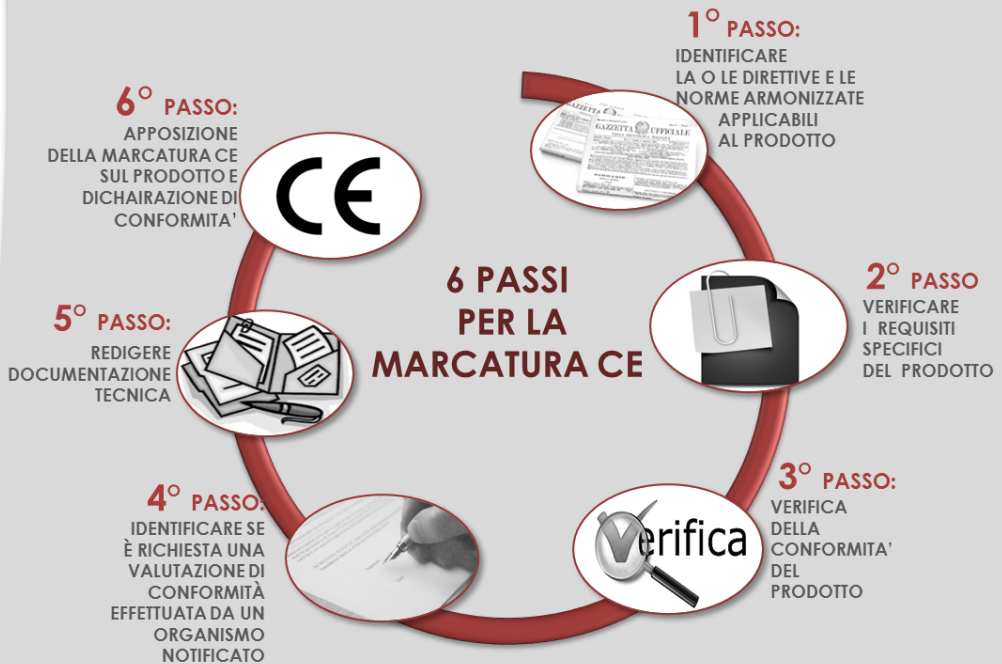 1° PASSO:
IDENTIFICARE
LA O LE DIRETTIVE E LE
NORME ARMONIZZATE
APPLICABILI
AL PRODOTTO
GAZZETTA UFFICIALE
2° PASSO
VERIFICARE
I REQUISITI
SPECIFICI
DEL PRODOTTO
3° PASSO:
VERIFICA
DELLA
CONFORMITA'
DEL
PRODOTTO
Verifica
4° PASSO:
IDENTIFICARE SE
È RICHIESTA UNA
VALUTAZIONE DI
CONFORMITÀ
EFFETTUATA DA UN
ORGANISMO
NOTIFICATO
5° PASSO:
REDIGERE
DOCUMENTAZIONE
TECNICA
6° PASSO:
APPOSIZIONE
DELLA MARCATURA CE
SUL PRODOTTO E
DICHAIRAZIONE DI
CONFORMITA'
CE
6 PASSI
PER LA
MARCATURA CE